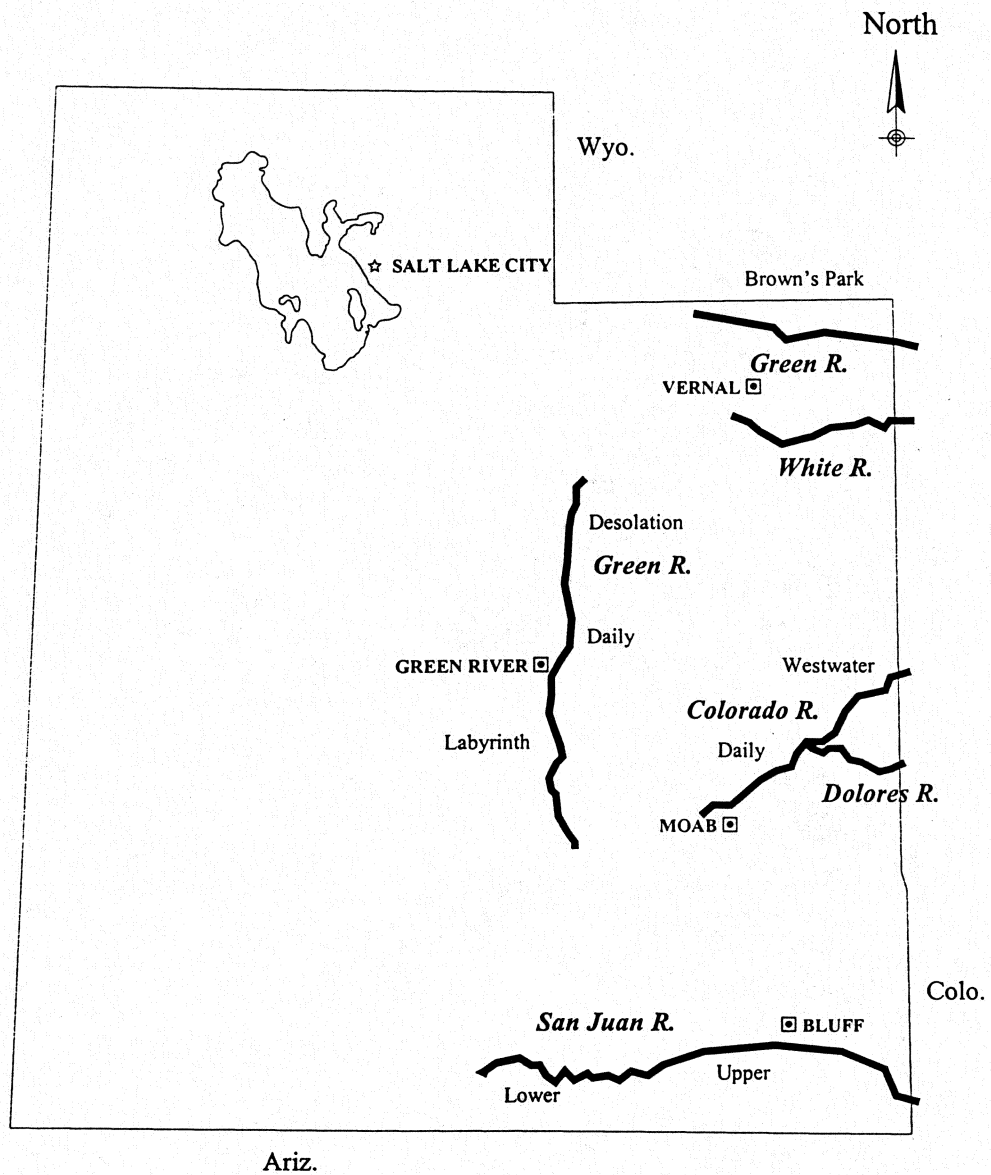 North
Wyo.
SALT LAKE CITY
Brown's Park
Green R.
VERNAL
White R.
Desolation
Green R.
Daily
GREEN RIVER
Westwater
Colorado R.
Labyrinth
Daily
Dolores R.
MOAB
Colo.
San Juan R.
BLUFF
Upper
Lower
Ariz.